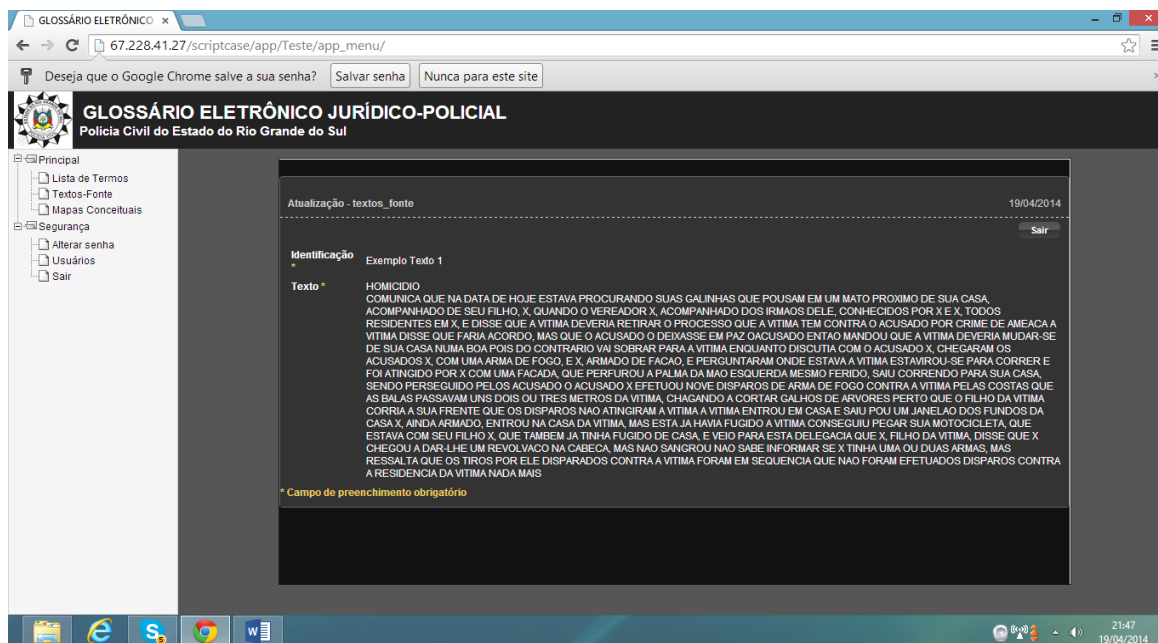 GLOSSÁRIO ELETRÔNICO
67.228.41.27/scriptcase/app/Teste/app_menu/
Deseja que o Google Chrome salve a sua senha? Salvar senha Nunca para este site
GLOSSÁRIO ELETRÔNICO JURÍDICO-POLICIAL
Polícia Civil do Estado do Rio Grande do Sul
Principal
Lista de Termos
Textos-Fonte
Mapas Conceituais
Segurança
Alterar senha
Usuários
Sair
Atualização - textos_fonte 19/04/2014
Sair
Identificação * Exemplo Texto 1
Texto * HOMICIDIO
COMUNICA QUE NA DATA DE HOJE ESTAVA PROCURANDO SUAS GALINHAS QUE POUSAM EM UM MATO PROXIMO DE SUA CASA,
ACOMPANHADO DE SEU FILHO, X, QUANDO O VEREADOR X, ACOMPANHADO DOS IRMAOS DELE, CONHECIDOS POR X E X, TODOS
RESIDENTES EM X, E DISSE QUE A VITIMA DEVERIA RETIRAR O PROCESSO QUE A VITIMA TEM CONTRA O ACUSADO POR CRIME DE AMEACA A
VITIMA DISSE QUE FARIA ACORDO, MAS QUE O ACUSADO O DEIXASSE EM PAZ OACUSADO ENTAO MANDOU QUE A VITIMA DEVERIA MUDAR-SE
DE SUA CASA NUMA BOA POIS DO CONTRARIO VAI SOBRAR PARA A VITIMA ENQUANTO DISCUTIA COM O ACUSADO X, CHEGARAM OS
ACUSADOS X, COM UMA ARMA DE FOGO, E X, ARMADO DE FACAO, E PERGUNTARAM ONDE ESTAVA A VITIMA ESTAVIROU-SE PARA CORRER E
FOI ATINGIDO POR X COM UMA FACADA, QUE PERFUROU A PALMA DA MAO ESQUERDA MESMO FERIDO, SAIU CORRENDO PARA SUA CASA,
SENDO PERSEGUIDO PELOS ACUSADO O ACUSADO X EFETUOU NOVE DISPAROS DE ARMA DE FOGO CONTRA A VITIMA PELAS COSTAS QUE
AS BALAS PASSAVAM UNS DOIS OU TRES METROS DA VITIMA, CHAGANDO A CORTAR GALHOS DE ARVORES PERTO QUE O FILHO DA VITIMA
CORRIA A SUA FRENTE QUE OS DISPAROS NAO ATINGIRAM A VITIMA A VITIMA ENTROU EM CASA E SAIU POU UM JANELAO DOS FUNDOS DA
CASA X, AINDA ARMADO, ENTROU NA CASA DA VITIMA, MAS ESTA JA HAVIA FUGIDO A VITIMA CONSEGUIU PEGAR SUA MOTOCICLETA, QUE
ESTAVA COM SEU FILHO X, QUE TAMBEM JA TINHA FUGIDO DE CASA, E VEIO PARA ESTA DELEGACIA QUE X, FILHO DA VITIMA, DISSE QUE X
CHEGOU A DAR-LHE UM REVOLVACO NA CABECA, MAS NAO SANGROU NAO SABE INFORMAR SE X TINHA UMA OU DUAS ARMAS, MAS
RESSALTA QUE OS TIROS POR ELE DISPARADOS CONTRA A VITIMA FORAM EM SEQUENCIA QUE NAO FORAM EFETUADOS DISPAROS CONTRA
A RESIDENCIA DA VITIMA NADA MAIS
* Campo de preenchimento obrigatório
21:47
19/04/2014